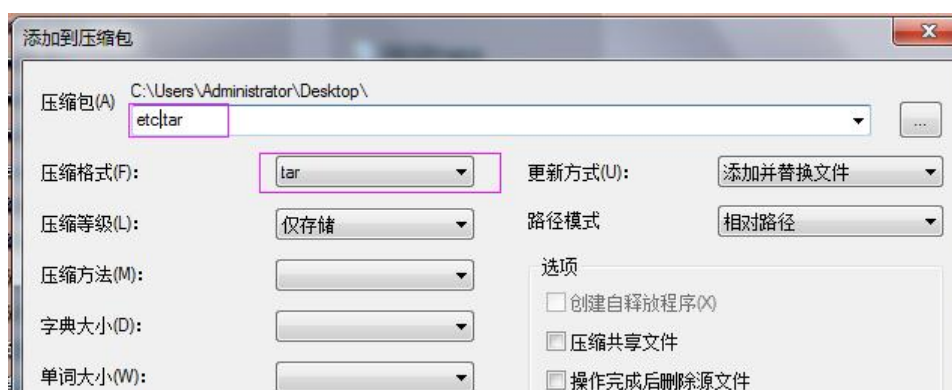 添加到压缩包
压缩包(A) C:\Users\Administrator\Desktop\
etc.tar
...
压缩格式(F): tar 更新方式(U): 添加并替换文件
压缩等级(L): 仅存储 路径模式 相对路径
压缩方法(M): 选项
创建自释放程序(X)
字典大小(D): 压缩共享文件
单词大小(W): 操作完成后删除源文件